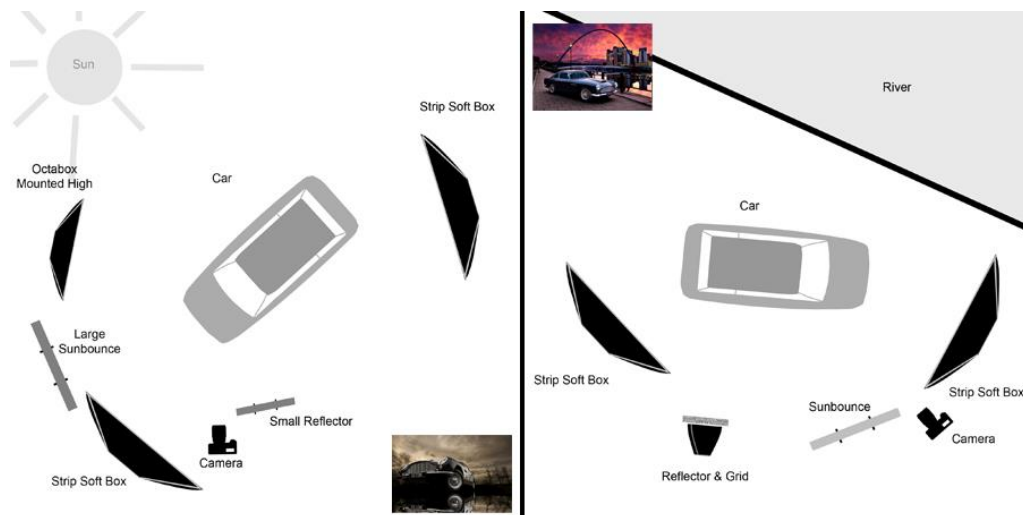 Sun
Strip Soft Box
Octabox
Mounted High
Car
Large
Sunbounce
Small Reflector
Camera
Strip Soft Box
River
Car
Strip Soft Box
Strip Soft Box
Sunbounce
Camera
Reflector & Grid